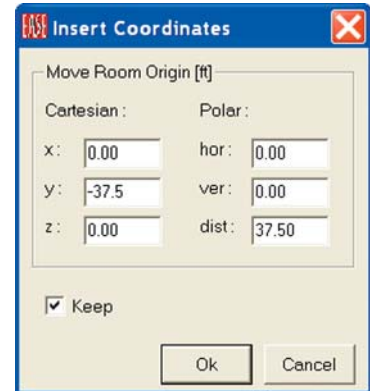 EASE Insert Coordinates
Move Room Origin [ft]
Cartesian : Polar :
x : 0.00 hor : 0.00
y : -37.5 ver : 0.00
z : 0.00 dist : 37.50
Keep
Ok Cancel